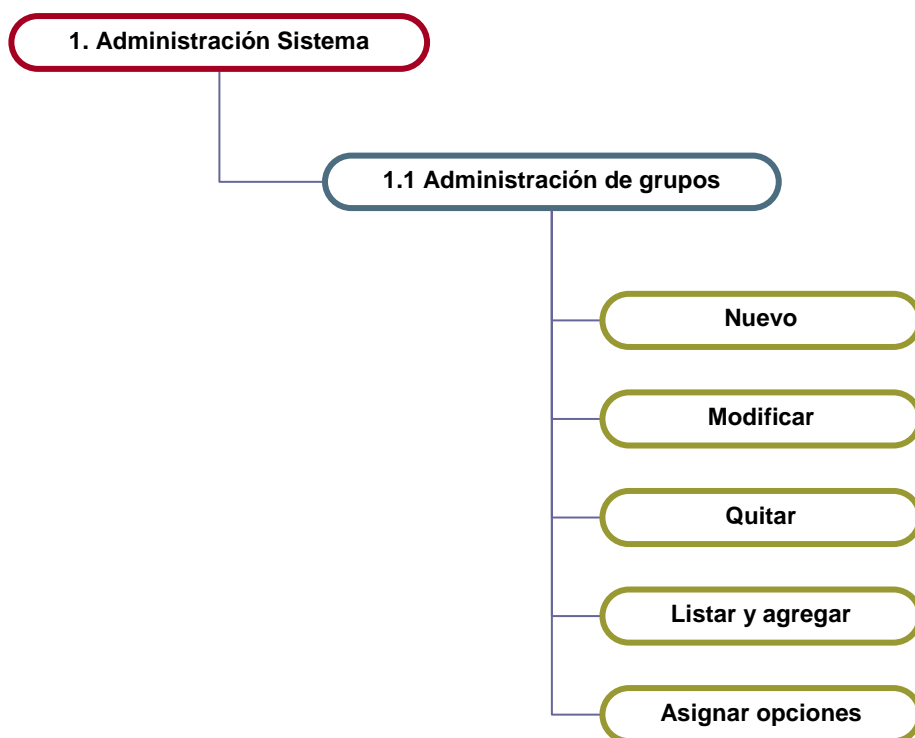 1. Administración Sistema
1.1 Administración de grupos
Nuevo
Modificar
Quitar
Listar y agregar
Asignar opciones